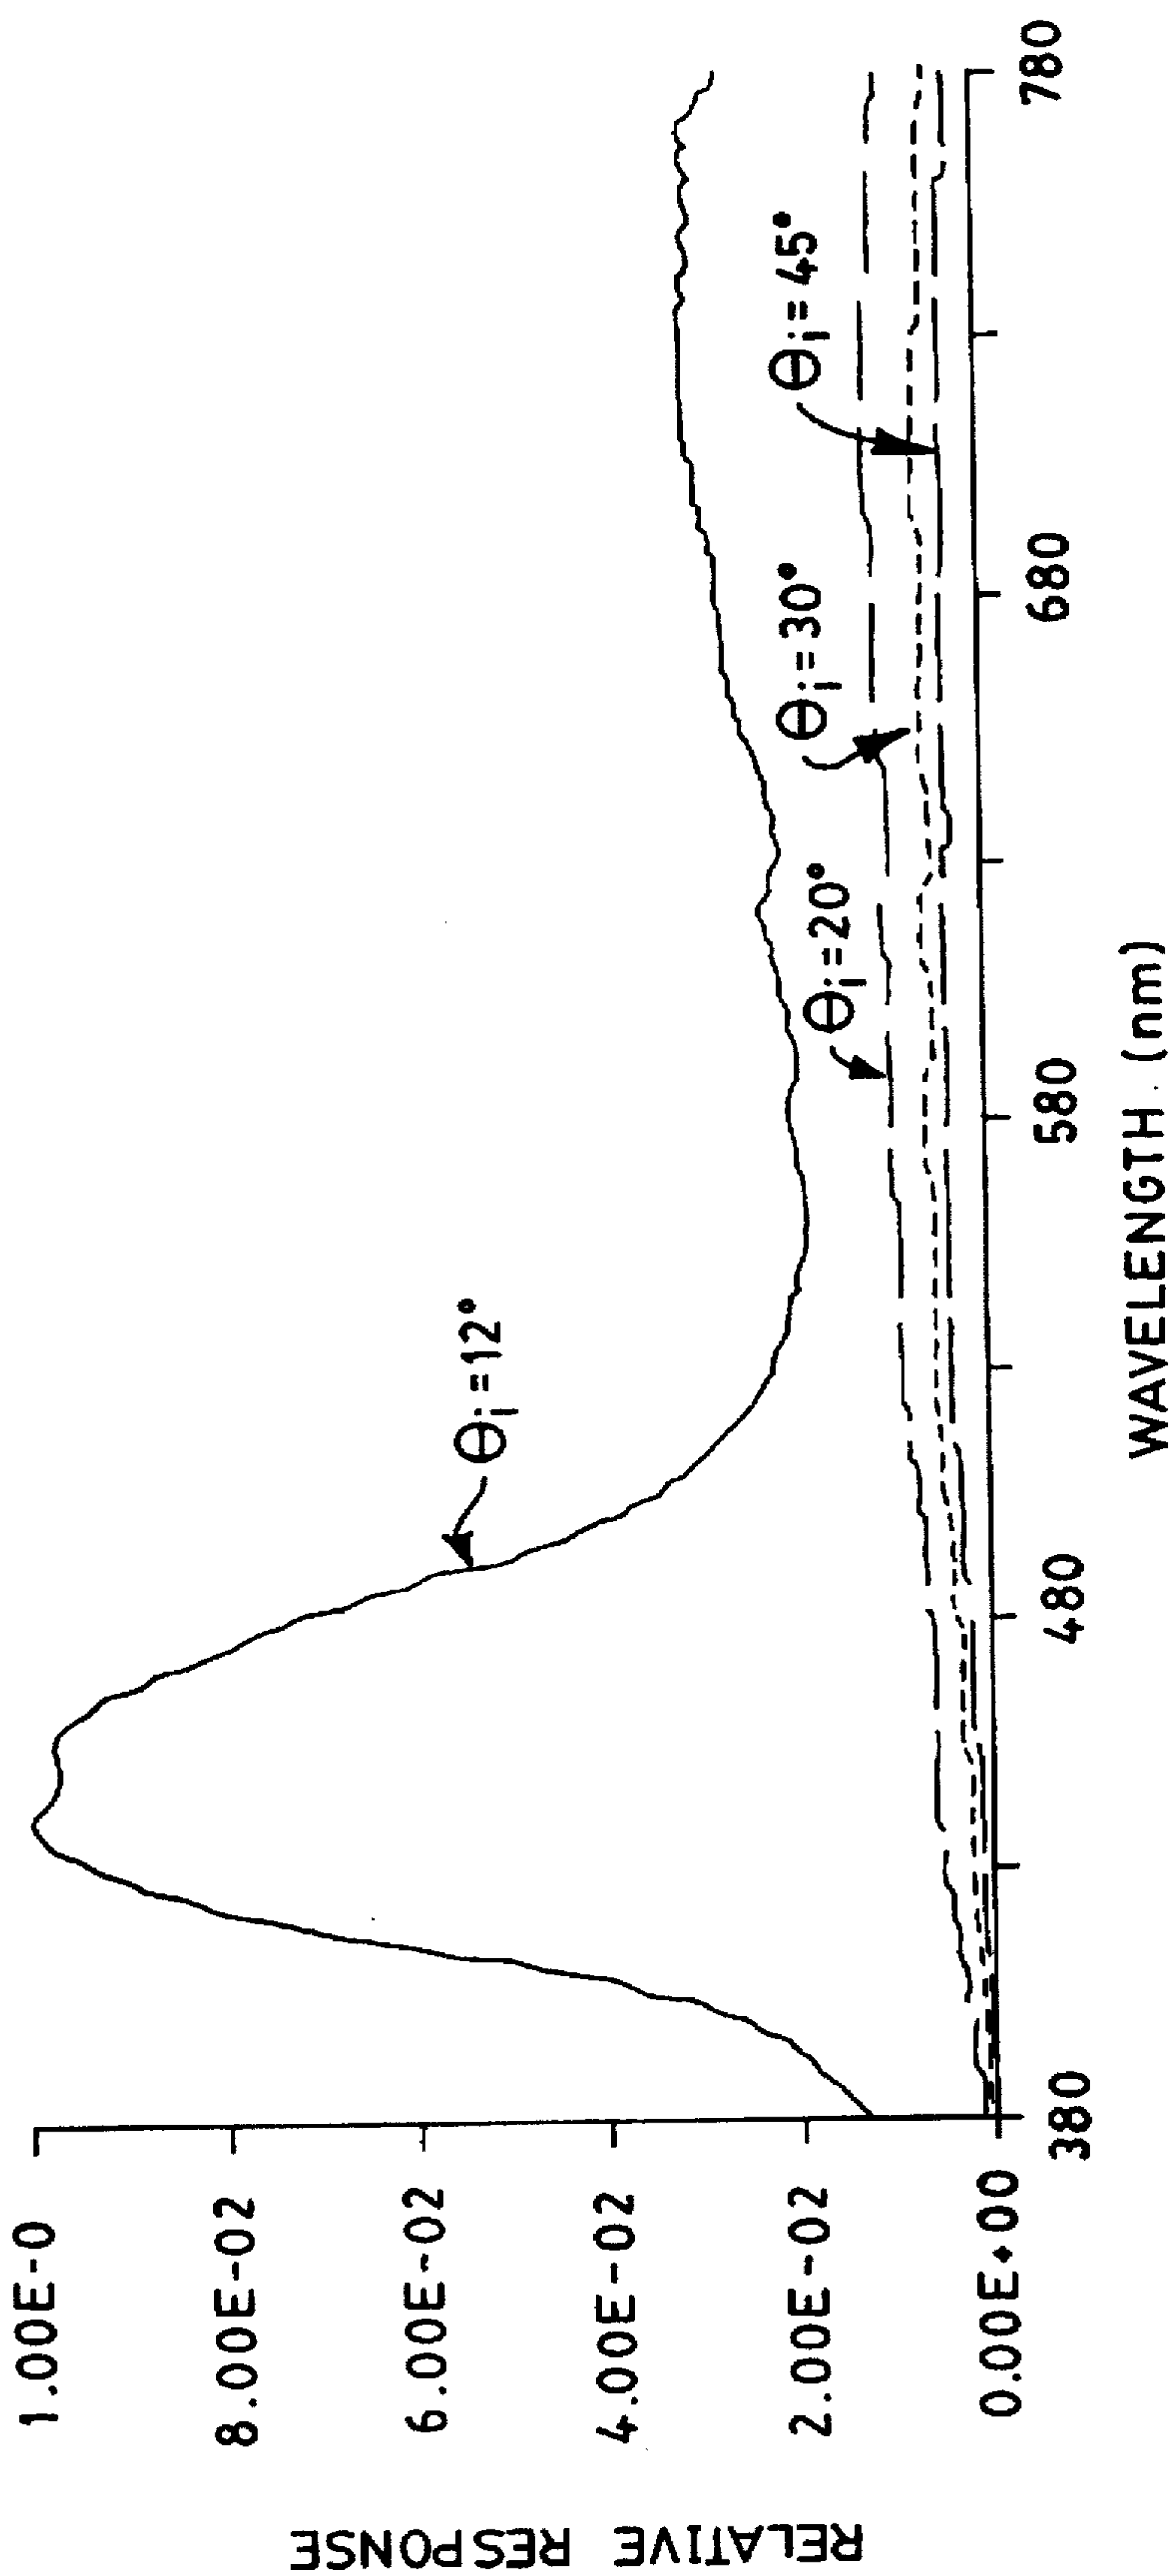 RELATIVE RESPONSE
1.00E-0
8.00E-02
6.00E-02
4.00E-02
2.00E-02
0.00E+00
θi=12°
θi=20°
θi=30°
θi=45°
380
480
580
680
780
WAVELENGTH (nm)